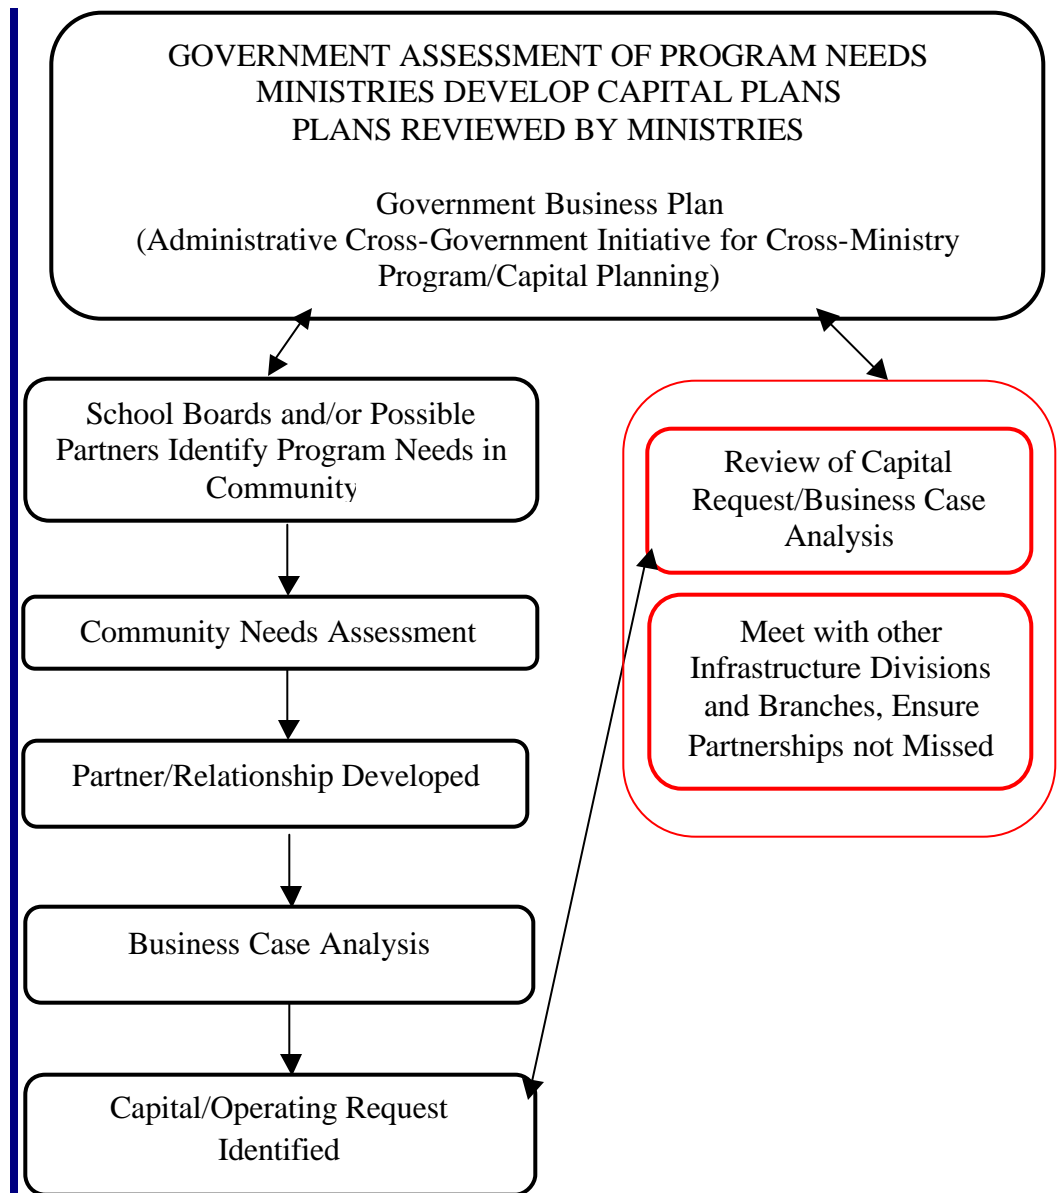 GOVERNMENT ASSESSMENT OF PROGRAM NEEDS
MINISTRIES DEVELOP CAPITAL PLANS
PLANS REVIEWED BY MINISTRIES
Government Business Plan
(Administrative Cross-Government Initiative for Cross-Ministry
Program/Capital Planning)
School Boards and/or Possible
Partners Identify Program Needs in
Community
Community Needs Assessment
Partner/Relationship Developed
Business Case Analysis
Capital/Operating Request
Identified
Review of Capital
Request/Business Case
Analysis
Meet with other
Infrastructure Divisions
and Branches, Ensure
Partnerships not Missed